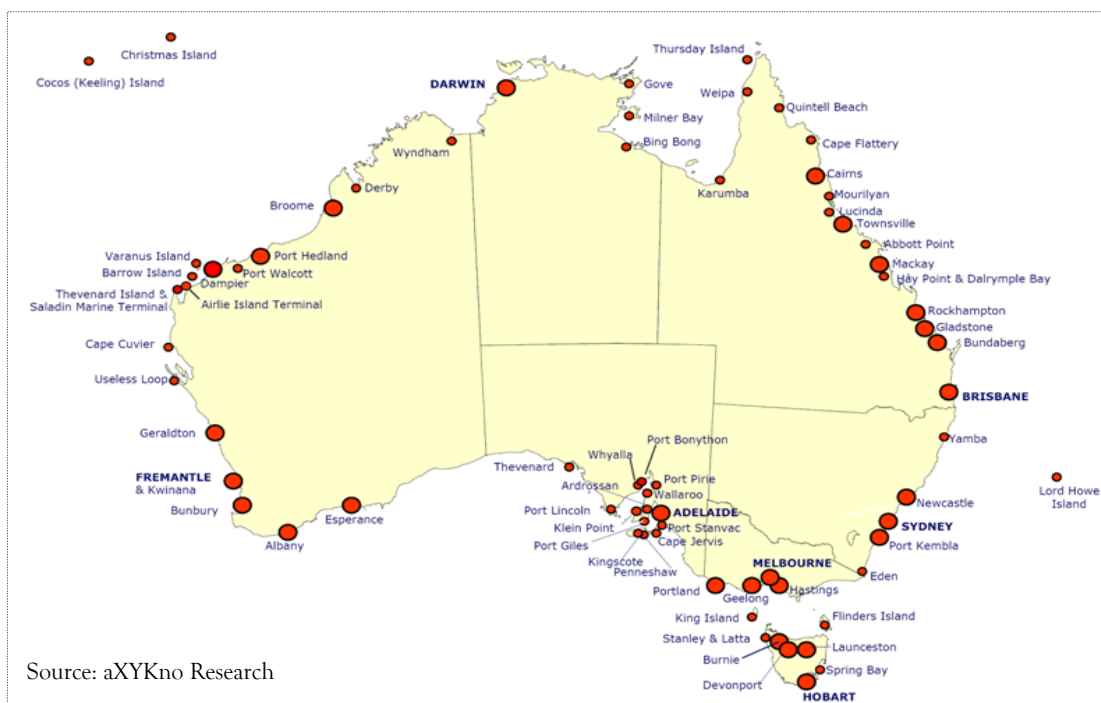 Christmas Island
Cocos (Keeling) Island
Thursday Island
DARWIN
Gove
Weipa
Quintell Beach
Milner Bay
Bing Bong
Cape Flattery
Wyndham
Cairns
Derby
Karumba
Mourilyan
Broome
Lucinda
Townsville
Abbott Point
Varanus Island
Port Hedland
Mackay
Barrow Island
Port Walcott
Hay Point & Dalrymple Bay
Dampier
Thevenard Island &
Saladin Marine Terminal
Airlie Island Terminal
Rockhampton
Gladstone
Cape Cuvier
Bundaberg
Useless Loop
BRISBANE
Geraldton
Yamba
Port Bonython
Whyalla
Thevenard
FREMANTLE
& Kwinana
Ardrossan
Port Pirie
Wallaroo
Lord Howe
Island
Newcastle
Bunbury
Esperance
Port Lincoln
ADELAIDE
SYDNEY
Klein Point
Port Stanvac
Albany
Port Giles
Cape Jervis
Port Kembla
Kingscote
Penneshaw
MELBOURNE
Eden
Portland
Geelong
Hastings
King Island
Flinders Island
Stanley & Latta
Launceston
Burnie
Spring Bay
Devonport
HOBART
Source: aXYKno Research